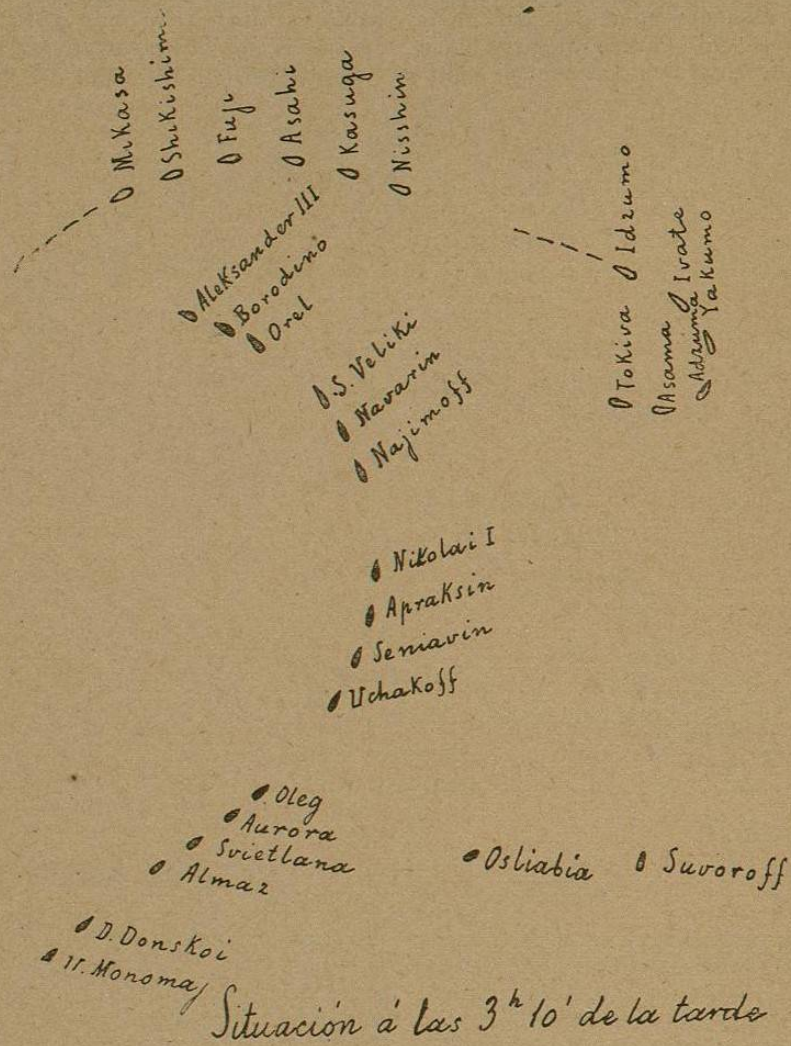 Mikasa
Shikishim
Fuji
Asahi
Kasuga
Nisshin
Aleksander III
Borodino
Orel
S. Veliki
Navarin
Najimoff
Idzumo
Tokiva
Ivate
Asama
Yakumo
Adzuma
Nikolai I
Apraksin
Seniavin
Uchakoff
Oleg
Aurora
Svietlana
Almaz
Osliabia
Suvoroff
D. Donskoi
W. Monomaj
Situación á las 3h 10' de la tarde